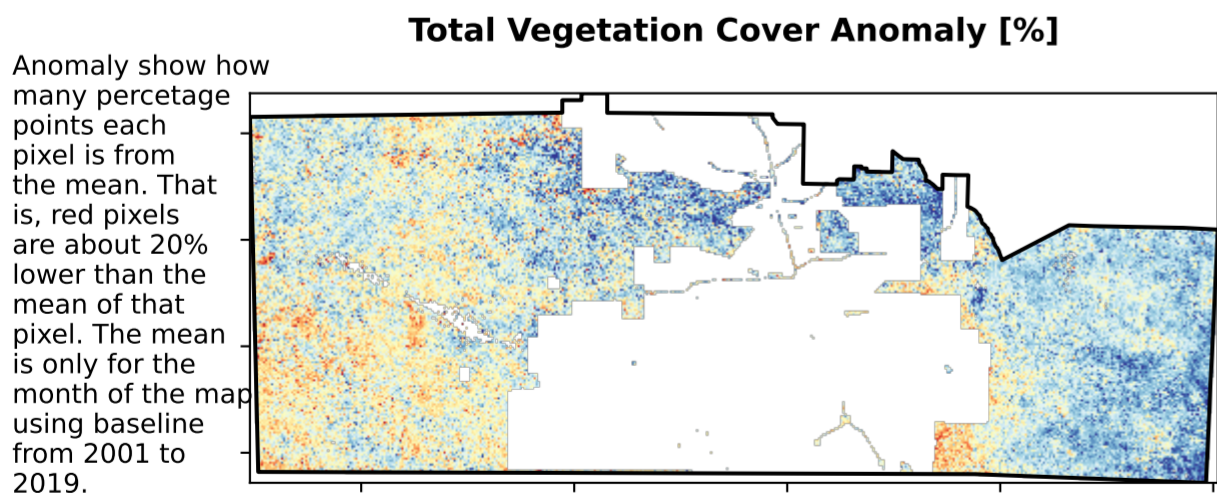 Total Vegetation Cover Anomaly [%]
Anomaly show how
many percetage
points each
pixel is from
the mean. That
is, red pixels
are about 20%
lower than the
mean of that
pixel. The mean
is only for the
month of the map
using baseline
from 2001 to
2019.